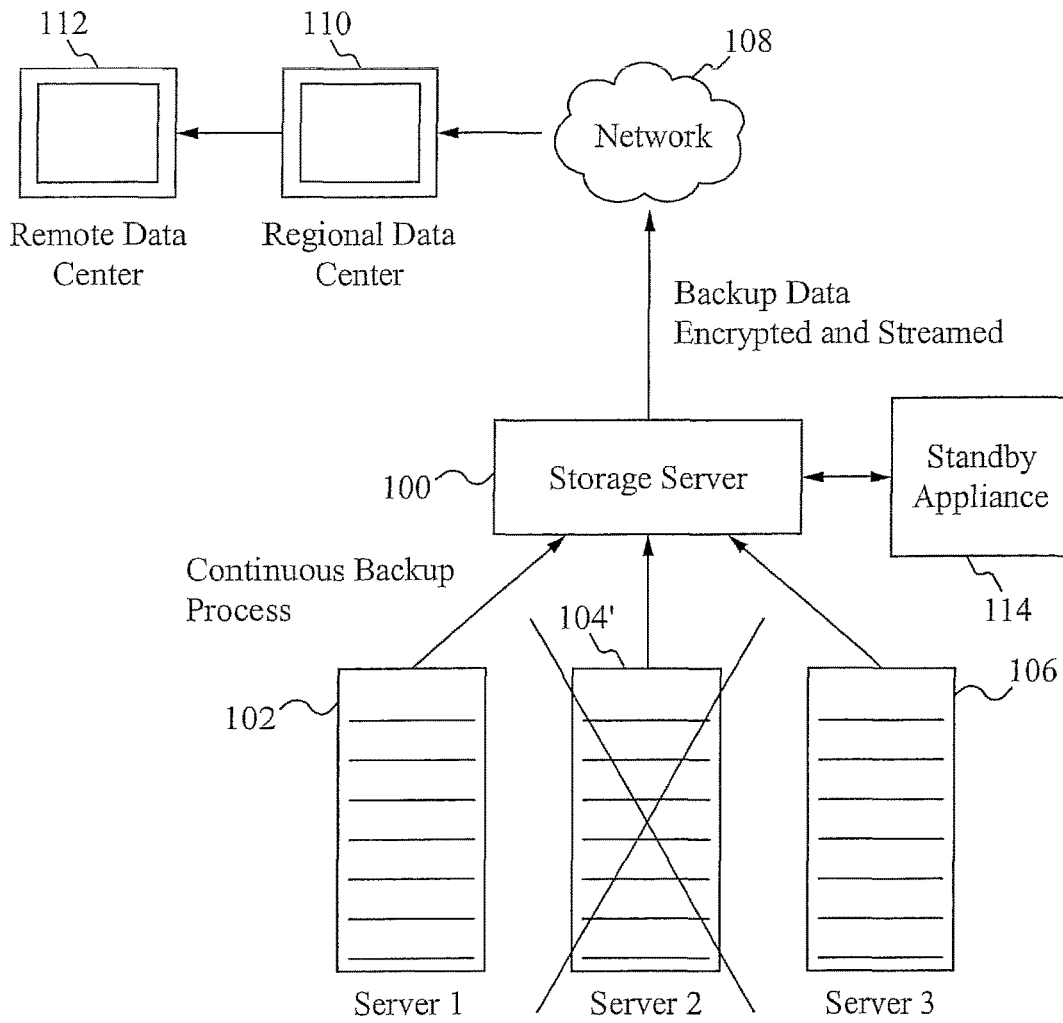 112
110
108
Network
Remote Data
Center
Regional Data
Center
Backup Data
Encrypted and Streamed
100
Storage Server
Standby
Appliance
114
Continuous Backup
Process
102
104'
106
Server 1
Server 2
Server 3